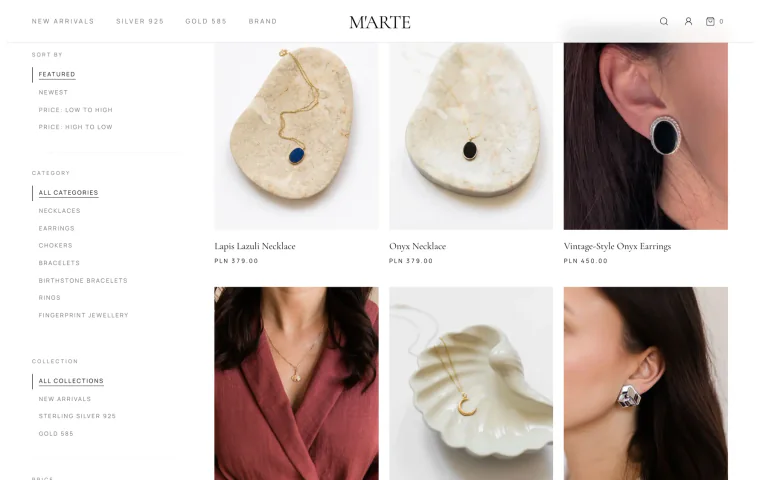 NEW ARRIVALS SILVER 925 GOLD 585 BRAND M'ARTE 0
SORT BY
FEATURED
NEWEST
PRICE: LOW TO HIGH
PRICE: HIGH TO LOW
CATEGORY
ALL CATEGORIES
NECKLACES
EARRINGS
CHOKERS
BRACELETS
BIRTHSTONE BRACELETS
RINGS
FINGERPRINT JEWELLERY
COLLECTION
ALL COLLECTIONS
NEW ARRIVALS
STERLING SILVER 925
GOLD 585
PRICE
Lapis Lazuli Necklace
PLN 379.00
Onyx Necklace
PLN 379.00
Vintage-Style Onyx Earrings
PLN 450.00